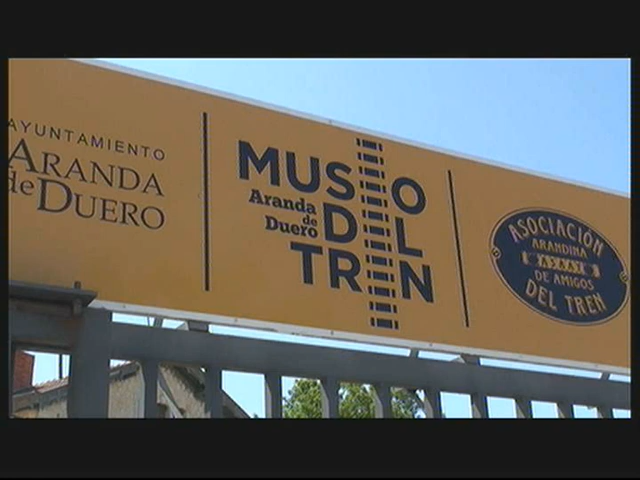 AYUNTAMIENTO
ARANDA
de DUERO
MUSEO
Aranda
de
Duero
DEL
TREN
ASOCIACIÓN
ARANDINA
ASAAT
DE AMIGOS
DEL TREN